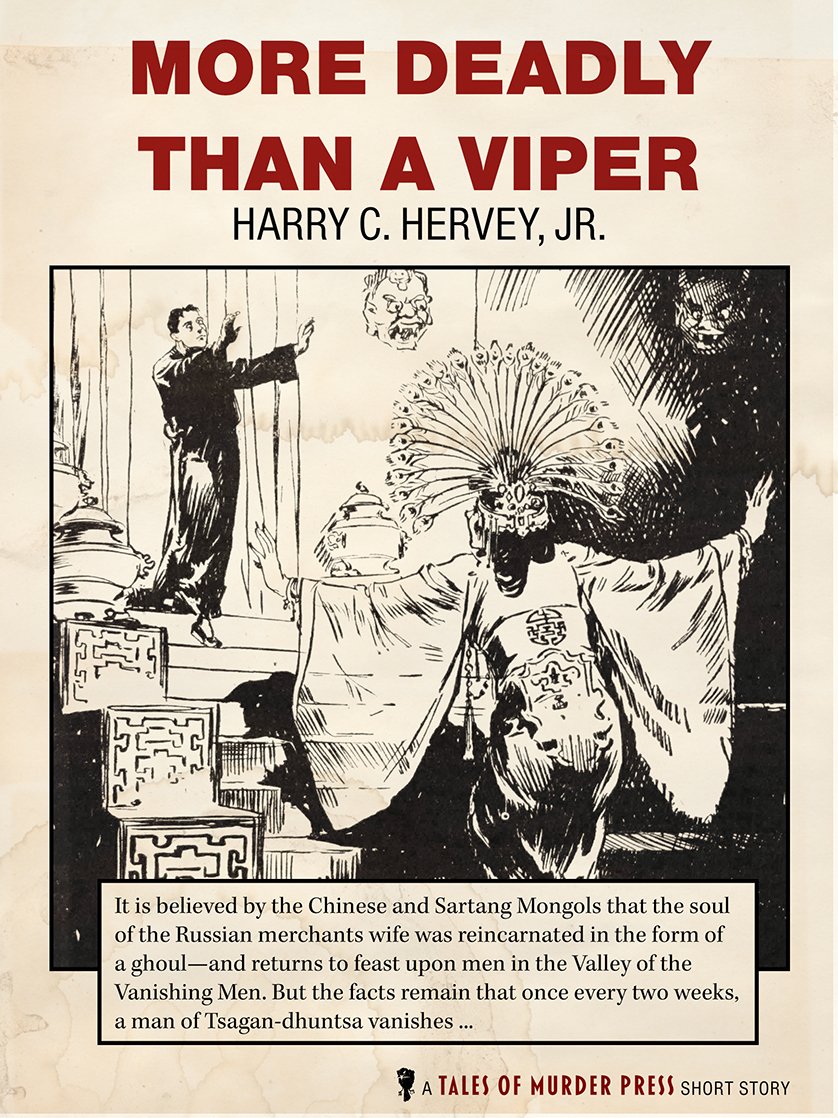 MORE DEADLY
THAN A VIPER
HARRY C. HERVEY, JR.
It is believed by the Chinese and Sartang Mongols that the soul
of the Russian merchants wife was reincarnated in the form of
a ghoul—and returns to feast upon men in the Valley of the
Vanishing Men. But the facts remain that once every two weeks,
a man of Tsagan-dhuntsa vanishes ...
A TALES OF MURDER PRESS SHORT STORY